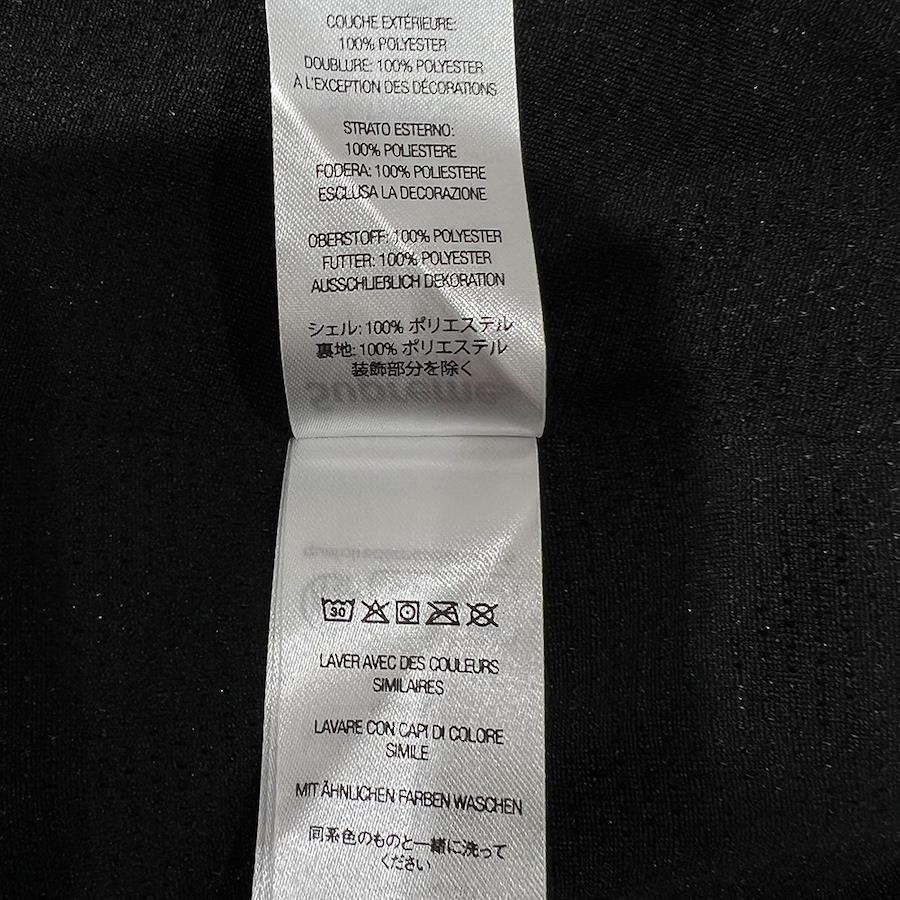 COUCHE EXTÉRIEURE:
100% POLYESTER
DOUBLURE: 100% POLYESTER
À L'EXCEPTION DES DÉCORATIONS
STRATO ESTERNO:
100% POLIESTERE
FODERA: 100% POLIESTERE
ESCLUSA LA DECORAZIONE
OBERSTOFF: 100% POLYESTER
FUTTER: 100% POLYESTER
AUSSCHLIEßLICH DEKORATION
シェル: 100% ポリエステル
裏地: 100% ポリエステル
装飾部分を除く
Supreme
30
LAVER AVEC DES COULEURS
SIMILAIRES
LAVARE CON CAPI DI COLORE
SIMILE
MIT ÄHNLICHEN FARBEN WASCHEN
同系色のものと一緒に洗って
ください